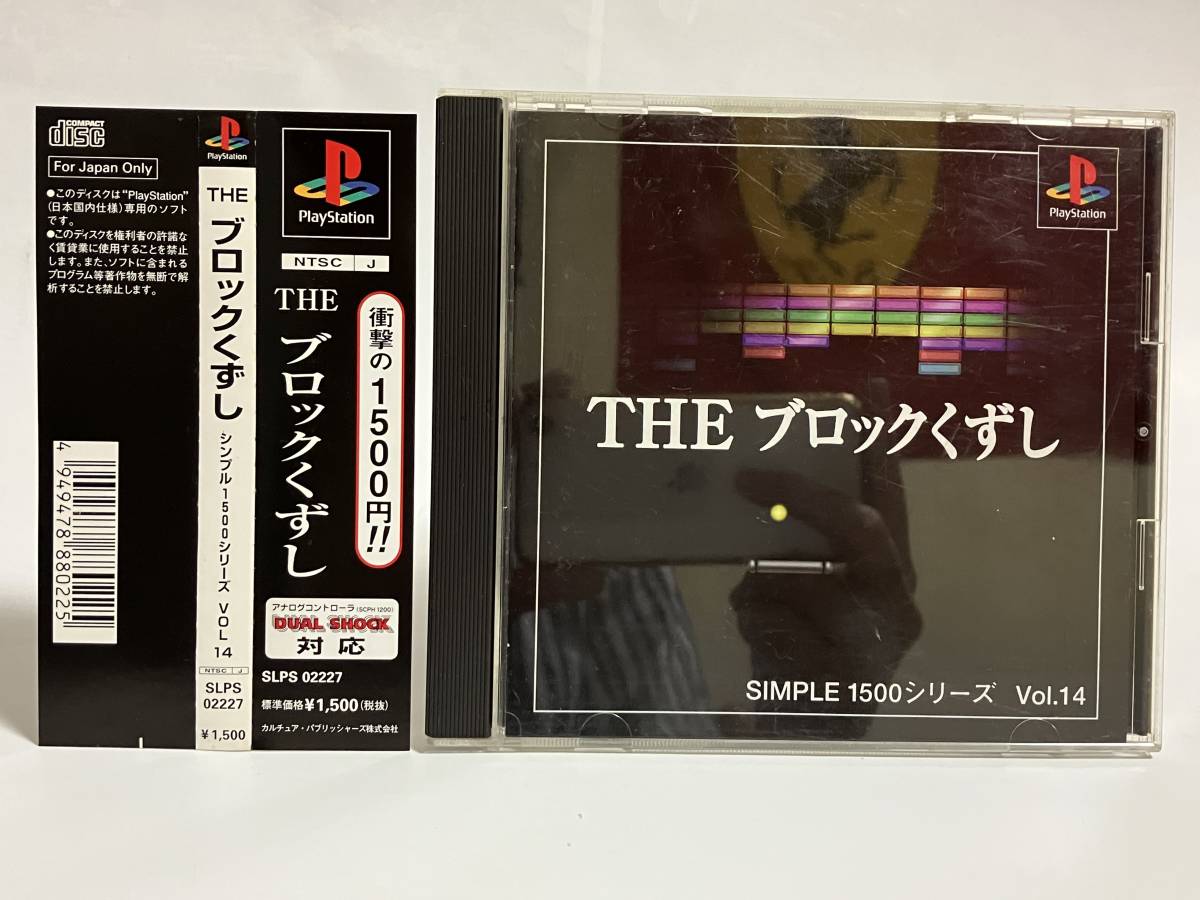 COMPACT
disc
For Japan Only
●このディスクは"PlayStation"
(日本国内仕様)専用のソフト
です。
●このディスクを権利者の許諾な
く賃貸業に使用することを禁止
します。また、ソフトに含まれる
プログラム等著作物を無断で解
析することを禁止します。
4 949478 880225
PlayStation
THE ブロックくずし
シンプル1500シリーズ VOL.14
NTSC J
SLPS
02227
¥1,500
PlayStation
NTSC J
THE ブロックくずし
衝撃の1500円!!
アナログコントローラ(SCPH 1200)
DUAL SHOCK
対応
SLPS 02227
標準価格¥1,500(税抜)
カルチュア・パブリッシャーズ株式会社
PlayStation
THE ブロックくずし
SIMPLE 1500シリーズ Vol.14